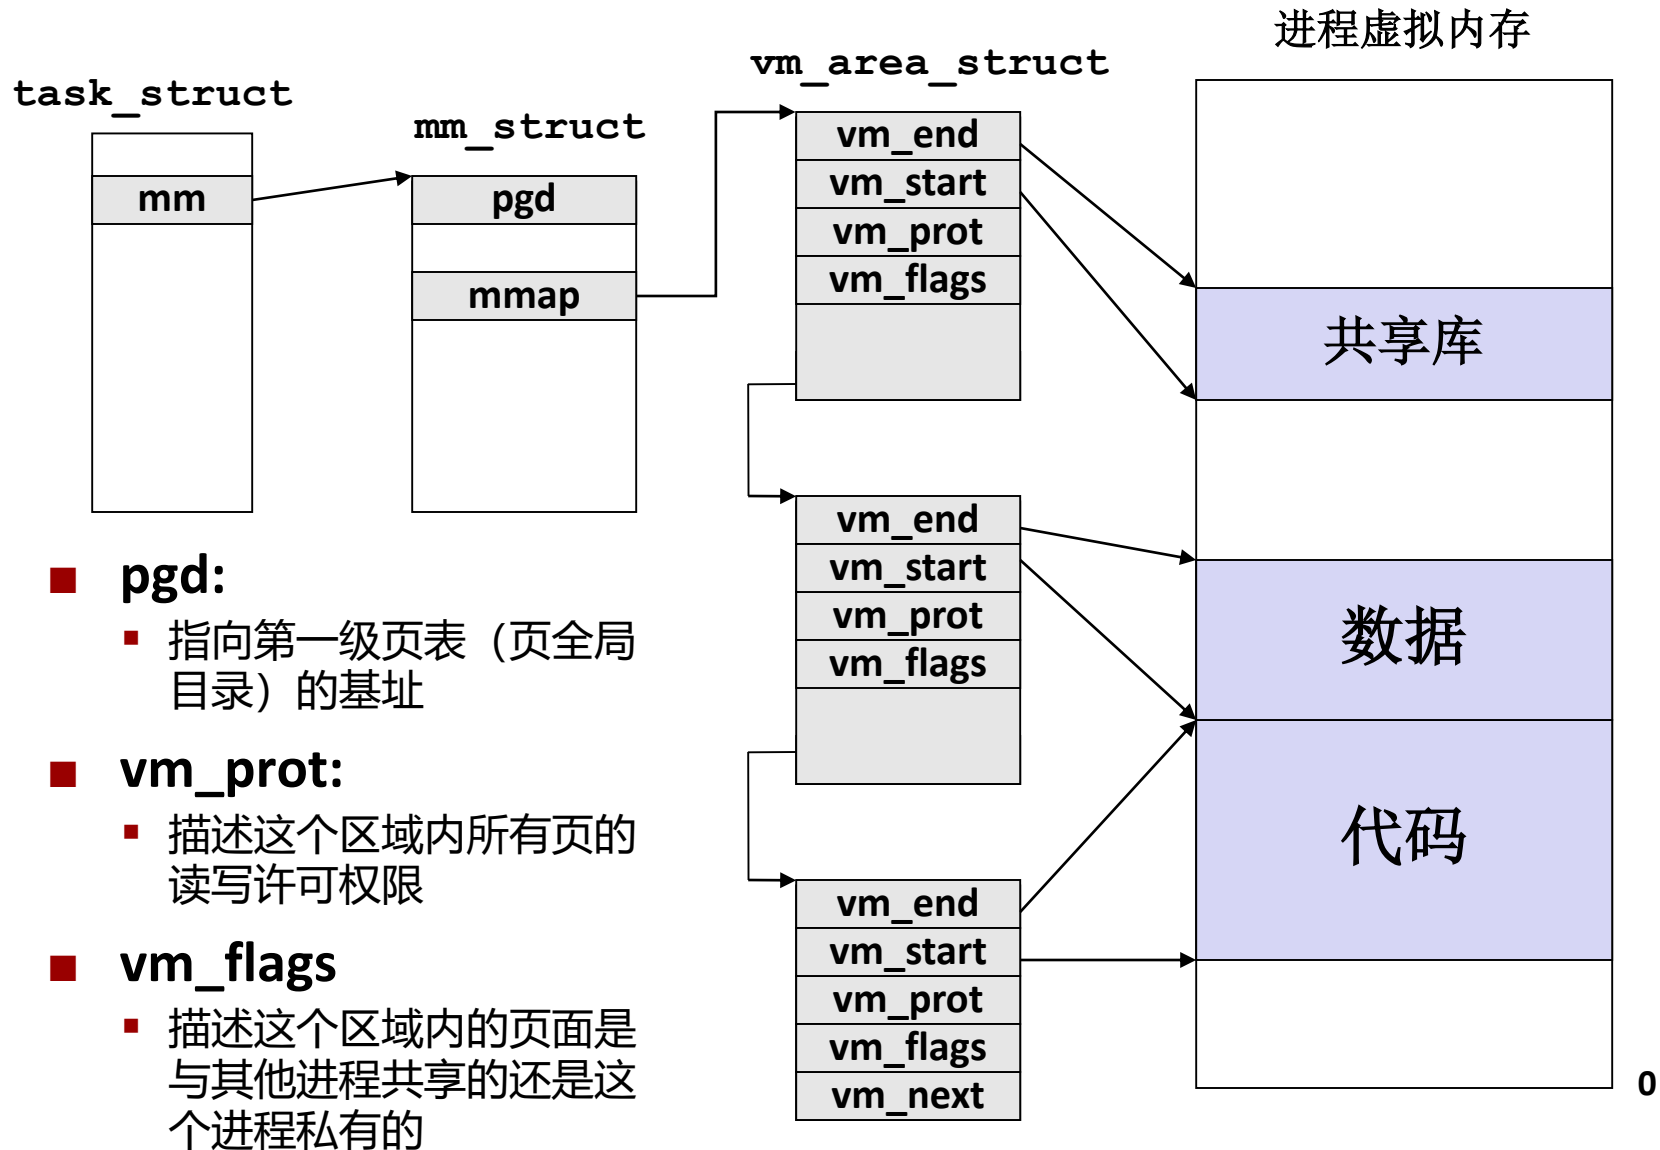 进程虚拟内存
vm_area_struct
task_struct
mm_struct
mm
pgd
mmap
vm_end
vm_start
vm_prot
vm_flags
共享库
vm_end
vm_start
vm_prot
vm_flags
数据
代码
vm_end
vm_start
vm_prot
vm_flags
vm_next
0
■ pgd:
▪ 指向第一级页表（页全局
目录）的基址
■ vm_prot:
▪ 描述这个区域内所有页的
读写许可权限
■ vm_flags
▪ 描述这个区域内的页面是
与其他进程共享的还是这
个进程私有的